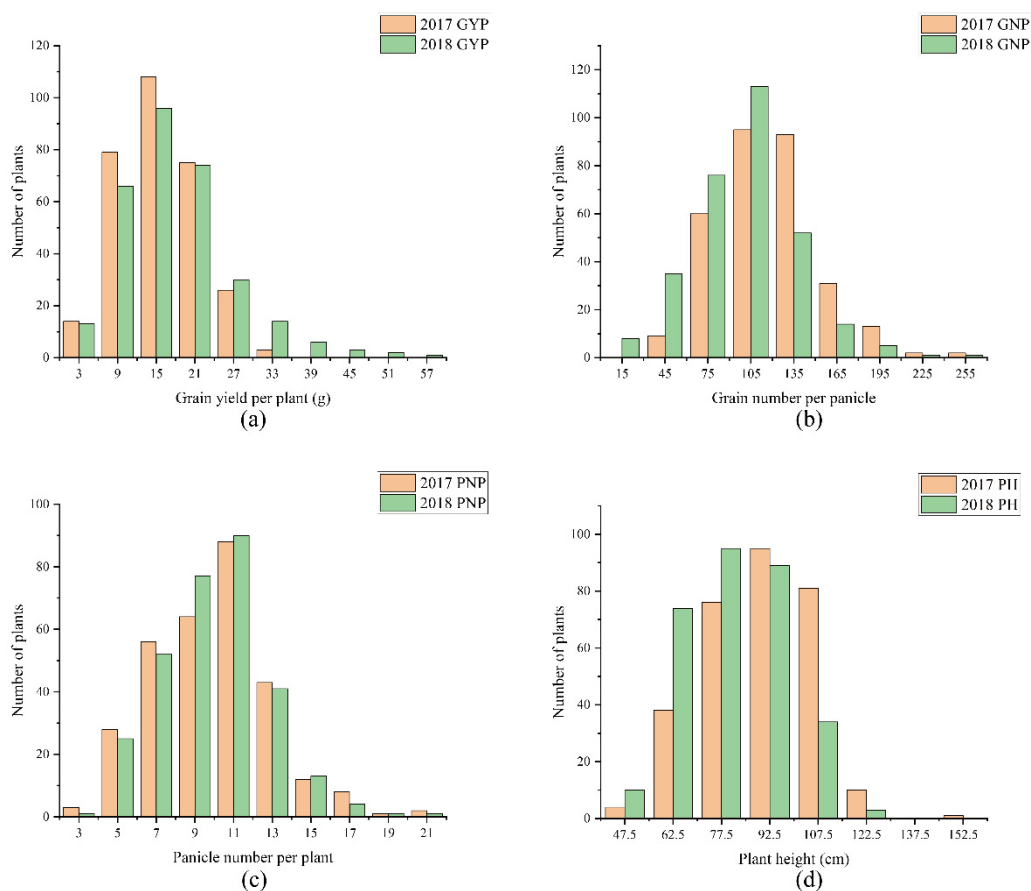 2017 GYP
2018 GYP
120
100
80
60
40
20
0
Number of plants
3 9 15 21 27 33 39 45 51 57
Grain yield per plant (g)
(a)
2017 GNP
2018 GNP
120
100
80
60
40
20
0
Number of plants
15 45 75 105 135 165 195 225 255
Grain number per panicle
(b)
2017 PNP
2018 PNP
100
80
60
40
20
0
Number of plants
3 5 7 9 11 13 15 17 19 21
Panicle number per plant
(c)
2017 PH
2018 PH
100
80
60
40
20
0
Number of plants
47.5 62.5 77.5 92.5 107.5 122.5 137.5 152.5
Plant height (cm)
(d)